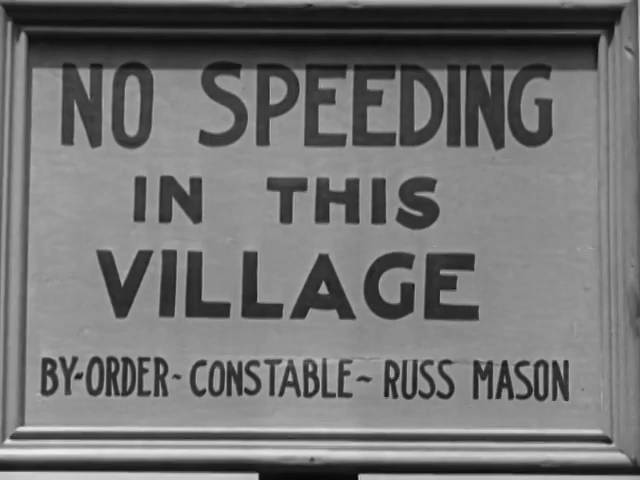 NO SPEEDING
IN THIS
VILLAGE
BY-ORDER~CONSTABLE~RUSS MASON